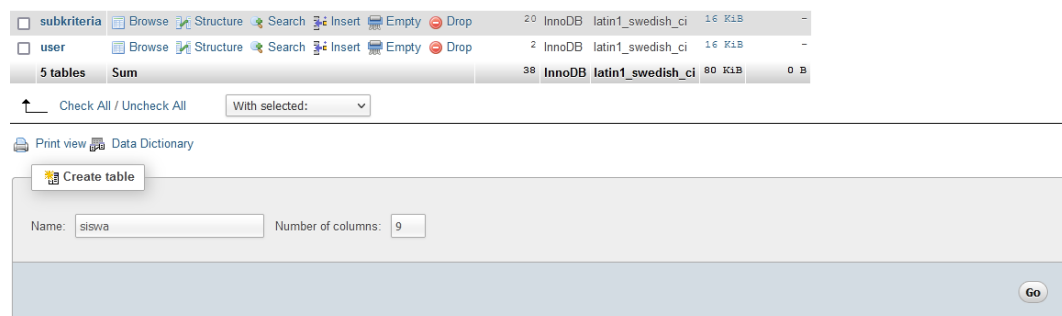 subkriteria Browse Structure Search Insert Empty Drop 20 InnoDB latin1_swedish_ci 16 KiB -
user Browse Structure Search Insert Empty Drop 2 InnoDB latin1_swedish_ci 16 KiB -
5 tables Sum 38 InnoDB latin1_swedish_ci 80 KiB 0 B
Check All / Uncheck All With selected:
Print view Data Dictionary
Create table
Name: siswa Number of columns: 9
Go